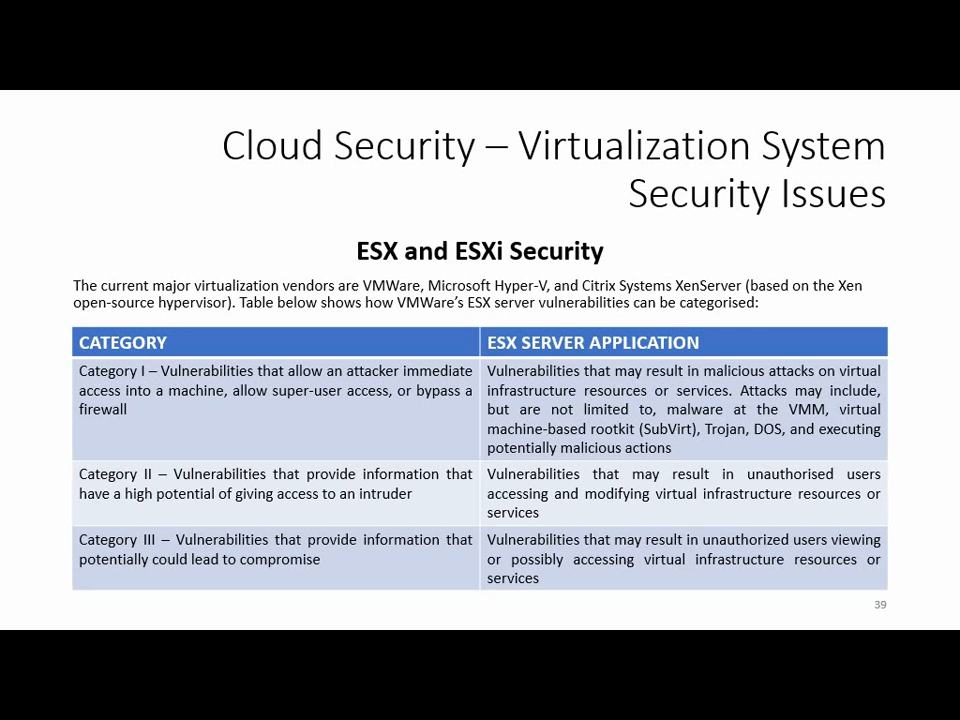 Cloud Security – Virtualization System
Security Issues
ESX and ESXi Security
The current major virtualization vendors are VMWare, Microsoft Hyper-V, and Citrix Systems XenServer (based on the Xen
open-source hypervisor). Table below shows how VMWare's ESX server vulnerabilities can be categorised:
CATEGORY
ESX SERVER APPLICATION
Category I – Vulnerabilities that allow an attacker immediate
access into a machine, allow super-user access, or bypass a
firewall
Vulnerabilities that may result in malicious attacks on virtual
infrastructure resources or services. Attacks may include,
but are not limited to, malware at the VMM, virtual
machine-based rootkit (SubVirt), Trojan, DOS, and executing
potentially malicious actions
Category II – Vulnerabilities that provide information that
have a high potential of giving access to an intruder
Vulnerabilities that may result in unauthorised users
accessing and modifying virtual infrastructure resources or
services
Category III – Vulnerabilities that provide information that
potentially could lead to compromise
Vulnerabilities that may result in unauthorized users viewing
or possibly accessing virtual infrastructure resources or
services
39